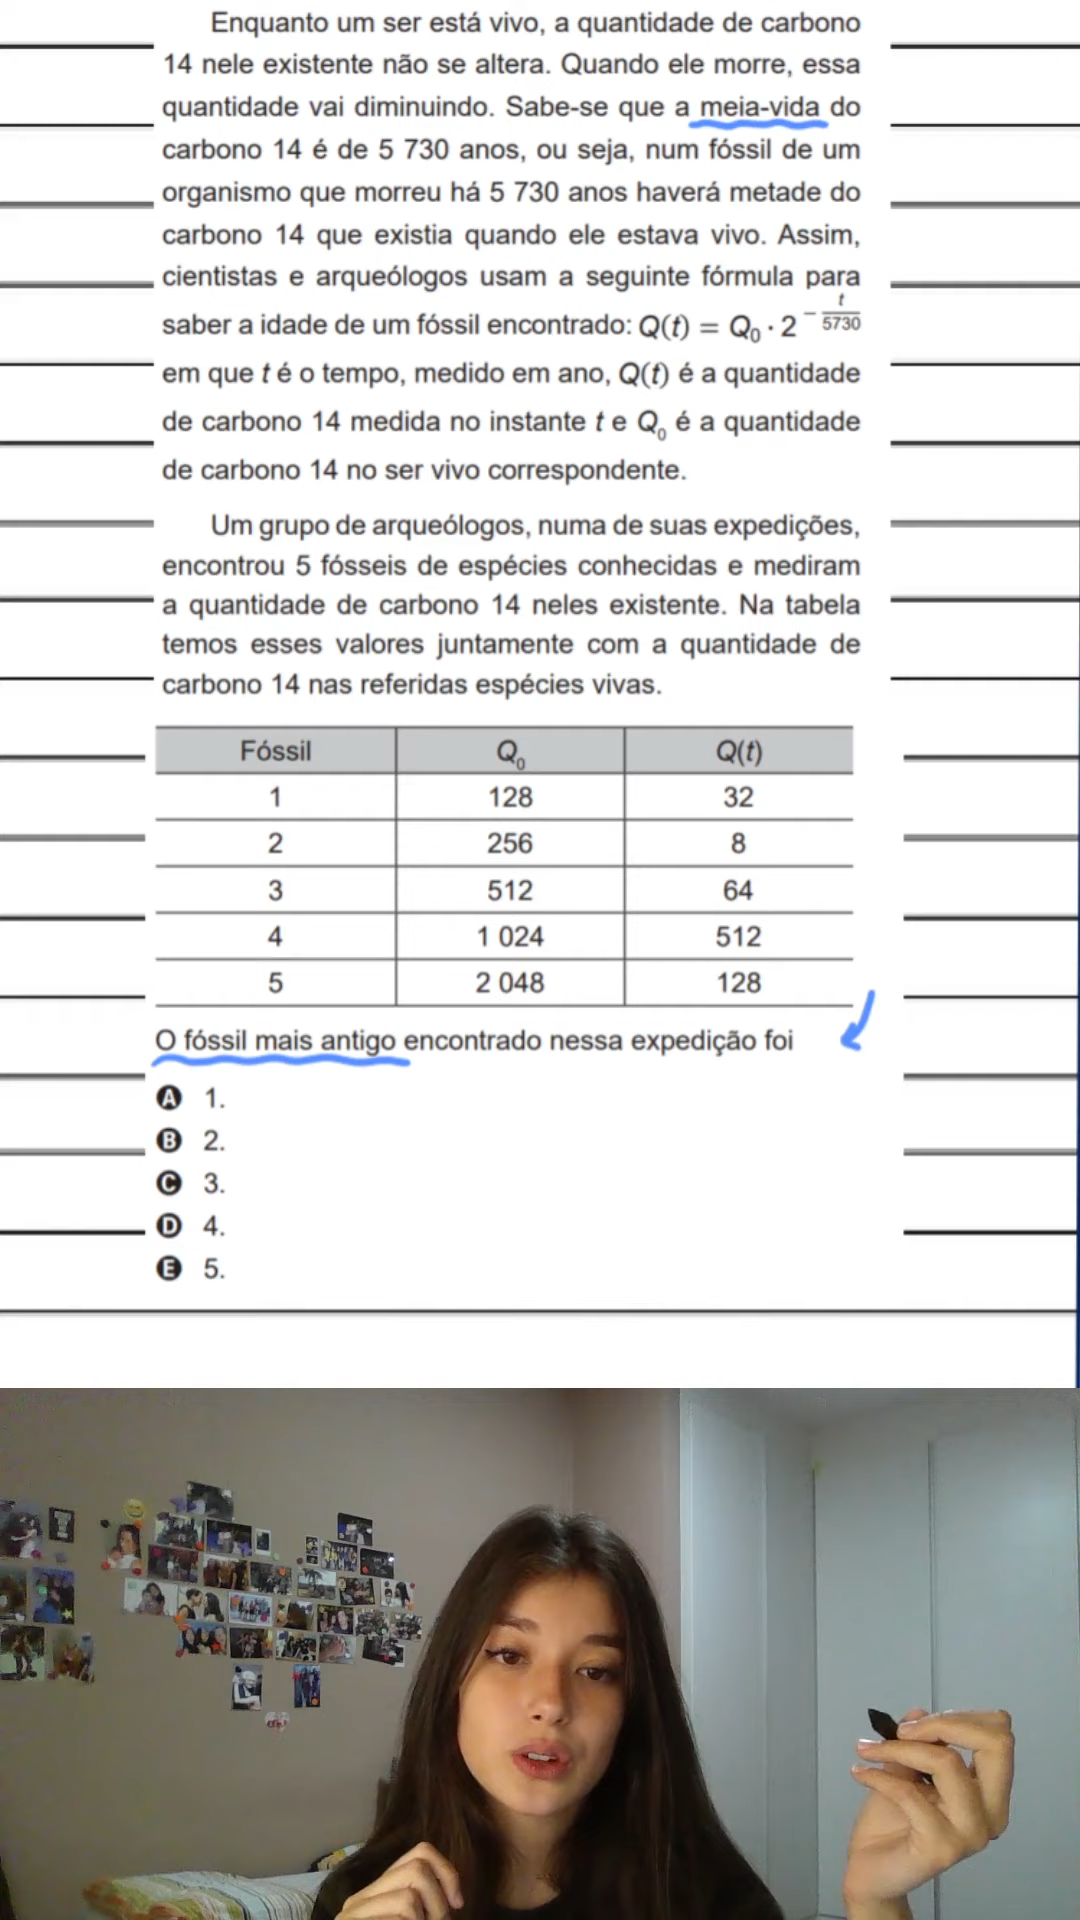 Enquanto um ser está vivo, a quantidade de carbono
14 nele existente não se altera. Quando ele morre, essa
quantidade vai diminuindo. Sabe-se que a meia-vida do
carbono 14 é de 5 730 anos, ou seja, num fóssil de um
organismo que morreu há 5 730 anos haverá metade do
carbono 14 que existia quando ele estava vivo. Assim,
cientistas e arqueólogos usam a seguinte fórmula para
saber a idade de um fóssil encontrado: Q(t) = Q₀ · 2^(-t/5730)
em que t é o tempo, medido em ano, Q(t) é a quantidade
de carbono 14 medida no instante t e Q₀ é a quantidade
de carbono 14 no ser vivo correspondente.
Um grupo de arqueólogos, numa de suas expedições,
encontrou 5 fósseis de espécies conhecidas e mediram
a quantidade de carbono 14 neles existente. Na tabela
temos esses valores juntamente com a quantidade de
carbono 14 nas referidas espécies vivas.
Fóssil Q₀ Q(t)
1 128 32
2 256 8
3 512 64
4 1 024 512
5 2 048 128
O fóssil mais antigo encontrado nessa expedição foi
A 1.
B 2.
C 3.
D 4.
E 5.